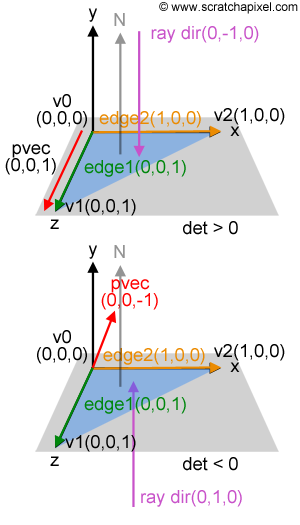 © www.scratchapixel.com
y
ray dir(0,-1,0)
N
v0
(0,0,0)
edge2(1,0,0)
v2(1,0,0)
x
pvec
(0,0,1)
edge1(0,0,1)
v1(0,0,1)
z
det > 0
y
N
pvec
(0,0,-1)
v0
(0,0,0)
edge2(1,0,0)
v2(1,0,0)
x
edge1(0,0,1)
v1(0,0,1)
z
det < 0
ray dir(0,1,0)